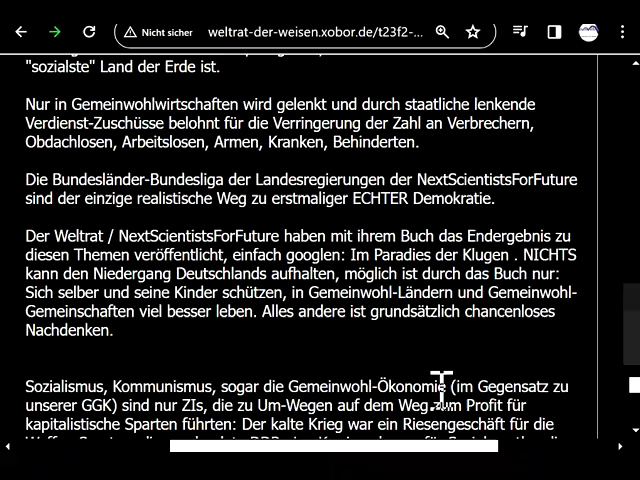 Nicht sicher
weltrat-der-weisen.xobor.de/t23f2-...
"sozialste" Land der Erde ist.
Nur in Gemeinwohlwirtschaften wird gelenkt und durch staatliche lenkende
Verdienst-Zuschüsse belohnt für die Verringerung der Zahl an Verbrechern,
Obdachlosen, Arbeitslosen, Armen, Kranken, Behinderten.
Die Bundesländer-Bundesliga der Landesregierungen der NextScientistsForFuture
sind der einzige realistische Weg zu erstmaliger ECHTER Demokratie.
Der Weltrat / NextScientistsForFuture haben mit ihrem Buch das Endergebnis zu
diesen Themen veröffentlicht, einfach googlen: Im Paradies der Klugen . NICHTS
kann den Niedergang Deutschlands aufhalten, möglich ist durch das Buch nur:
Sich selber und seine Kinder schützen, in Gemeinwohl-Ländern und Gemeinwohl-
Gemeinschaften viel besser leben. Alles andere ist grundsätzlich chancenloses
Nachdenken.
Sozialismus, Kommunismus, sogar die Gemeinwohl-Ökonomie (im Gegensatz zu
unserer GGK) sind nur ZIs, die zu Um-Wegen auf dem Weg zum Profit für
kapitalistische Sparten führten: Der kalte Krieg war ein Riesengeschäft für die